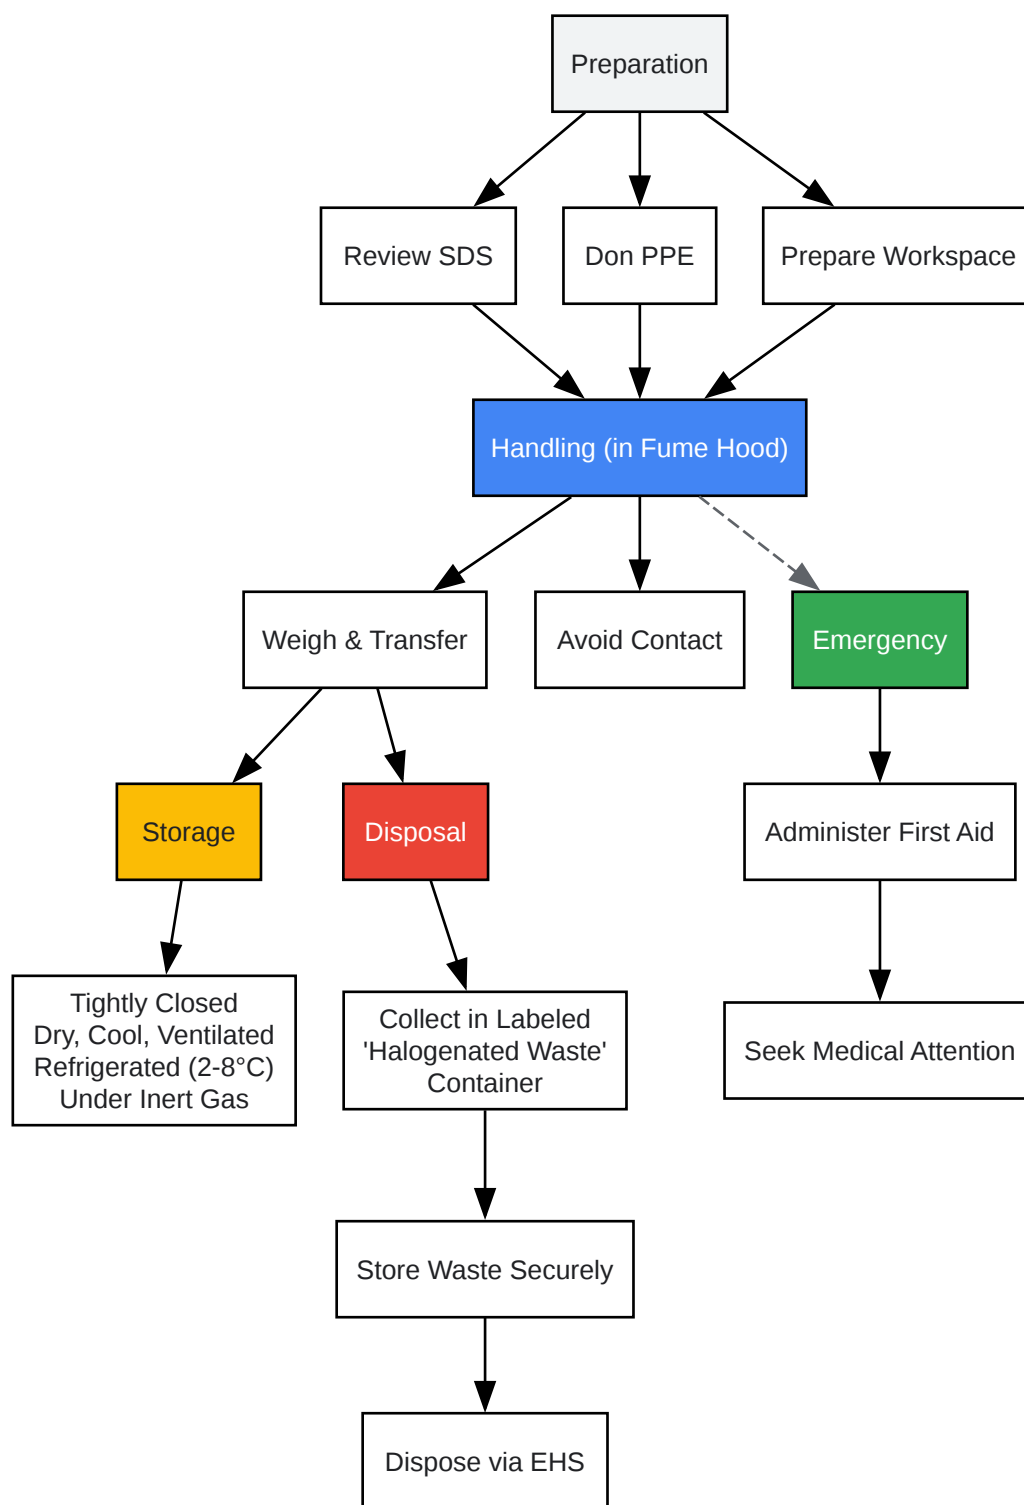 Preparation
Review SDS
Don PPE
Prepare Workspace
Handling (in Fume Hood)
Weigh & Transfer
Avoid Contact
Emergency
Storage
Disposal
Administer First Aid
Tightly Closed
Dry, Cool, Ventilated
Refrigerated (2-8°C)
Under Inert Gas
Collect in Labeled
'Halogenated Waste'
Container
Seek Medical Attention
Store Waste Securely
Dispose via EHS